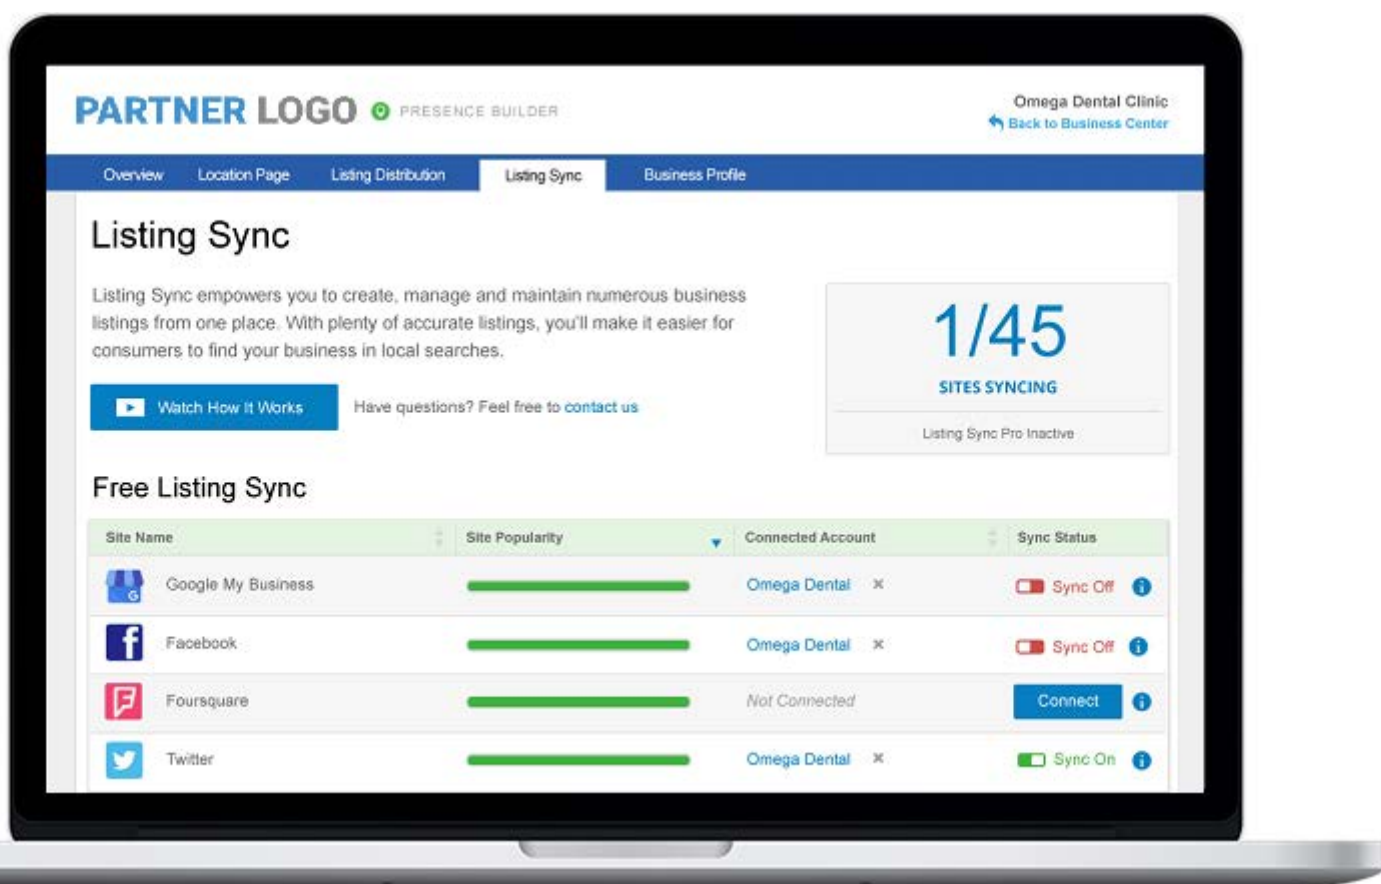 PARTNER LOGO PRESENCE BUILDER
Omega Dental Clinic
Back to Business Center
Overview Location Page Listing Distribution Listing Sync Business Profile
Listing Sync
Listing Sync empowers you to create, manage and maintain numerous business
listings from one place. With plenty of accurate listings, you'll make it easier for
consumers to find your business in local searches.
Watch How It Works Have questions? Feel free to contact us
1/45
SITES SYNCING
Listing Sync Pro Inactive
Free Listing Sync
Site Name Site Popularity Connected Account Sync Status
G Google My Business Omega Dental × Sync Off i
f Facebook Omega Dental × Sync Off i
Foursquare Not Connected Connect i
Twitter Omega Dental × Sync On i